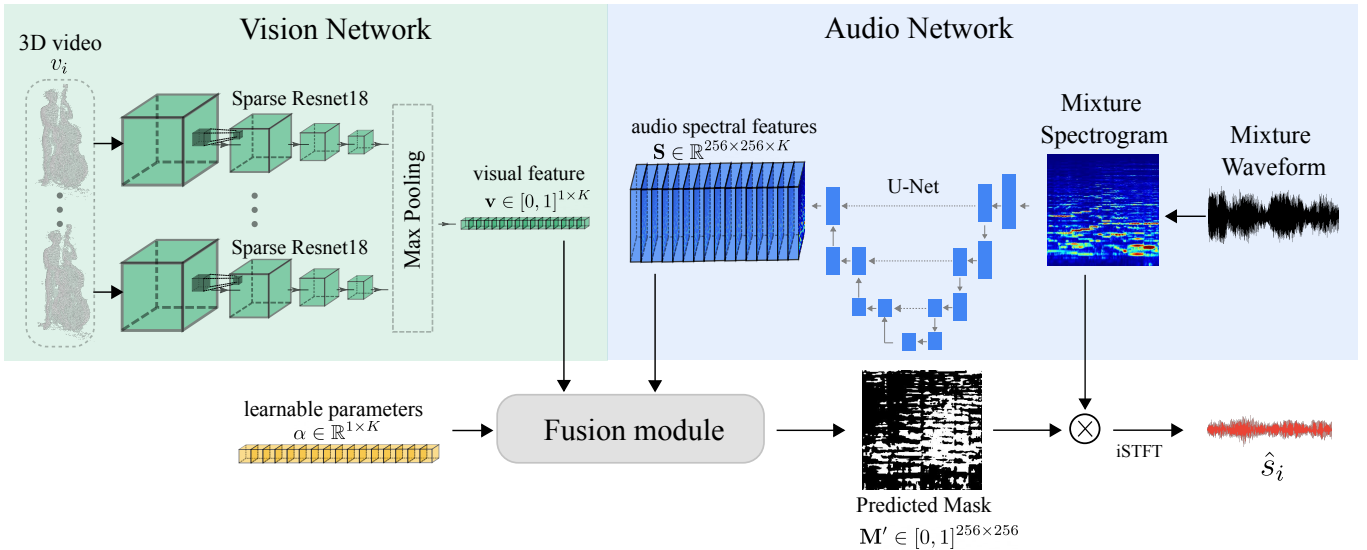 Vision Network
3D video
v_i
Sparse Resnet18
Sparse Resnet18
Max Pooling
visual feature
v ∈ [0, 1]^{1×K}
Audio Network
audio spectral features
S ∈ ℝ^{256×256×K}
U-Net
Mixture
Spectrogram
Mixture
Waveform
learnable parameters
α ∈ ℝ^{1×K}
Fusion module
Predicted Mask
M′ ∈ [0, 1]^{256×256}
iSTFT
ŝ_i